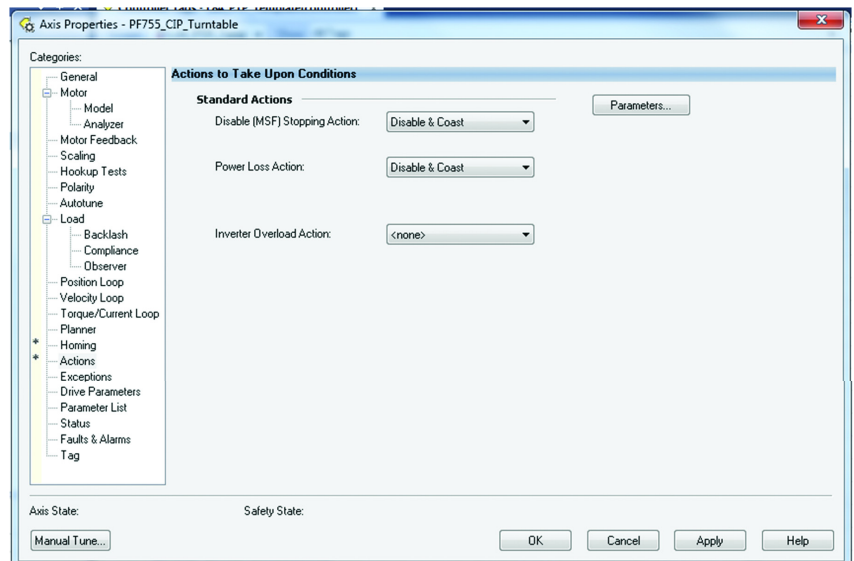 Axis Properties - PF755_CIP_Turntable
Categories:
General
Motor
Model
Analyzer
Motor Feedback
Scaling
Hookup Tests
Polarity
Autotune
Load
Backlash
Compliance
Observer
Position Loop
Velocity Loop
Torque/Current Loop
Planner
* Homing
* Actions
Exceptions
Drive Parameters
Parameter List
Status
Faults & Alarms
Tag
Actions to Take Upon Conditions
Standard Actions
Parameters...
Disable (MSF) Stopping Action: Disable & Coast
Power Loss Action: Disable & Coast
Inverter Overload Action: <none>
Axis State: Safety State:
Manual Tune... OK Cancel Apply Help